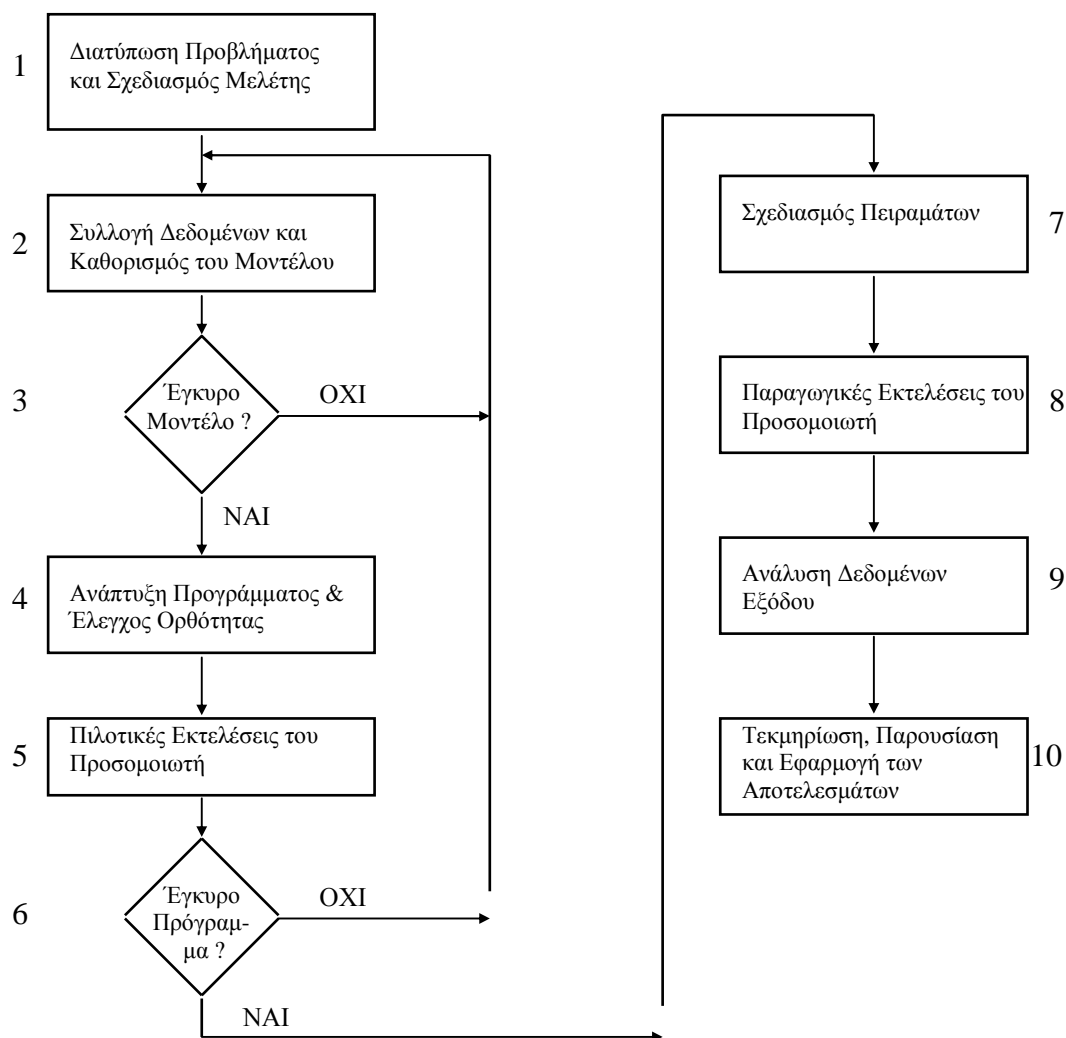 1
Διατύπωση Προβλήματος
και Σχεδιασμός Μελέτης
2
Συλλογή Δεδομένων και
Καθορισμός του Μοντέλου
3
Έγκυρο
Μοντέλο ?
ΟΧΙ
ΝΑΙ
4
Ανάπτυξη Προγράμματος &
Έλεγχος Ορθότητας
5
Πιλοτικές Εκτελέσεις του
Προσομοιωτή
6
Έγκυρο
Πρόγραμ-
μα ?
ΟΧΙ
ΝΑΙ
Σχεδιασμός Πειραμάτων
7
Παραγωγικές Εκτελέσεις του
Προσομοιωτή
8
Ανάλυση Δεδομένων
Εξόδου
9
Τεκμηρίωση, Παρουσίαση
και Εφαρμογή των
Αποτελεσμάτων
10